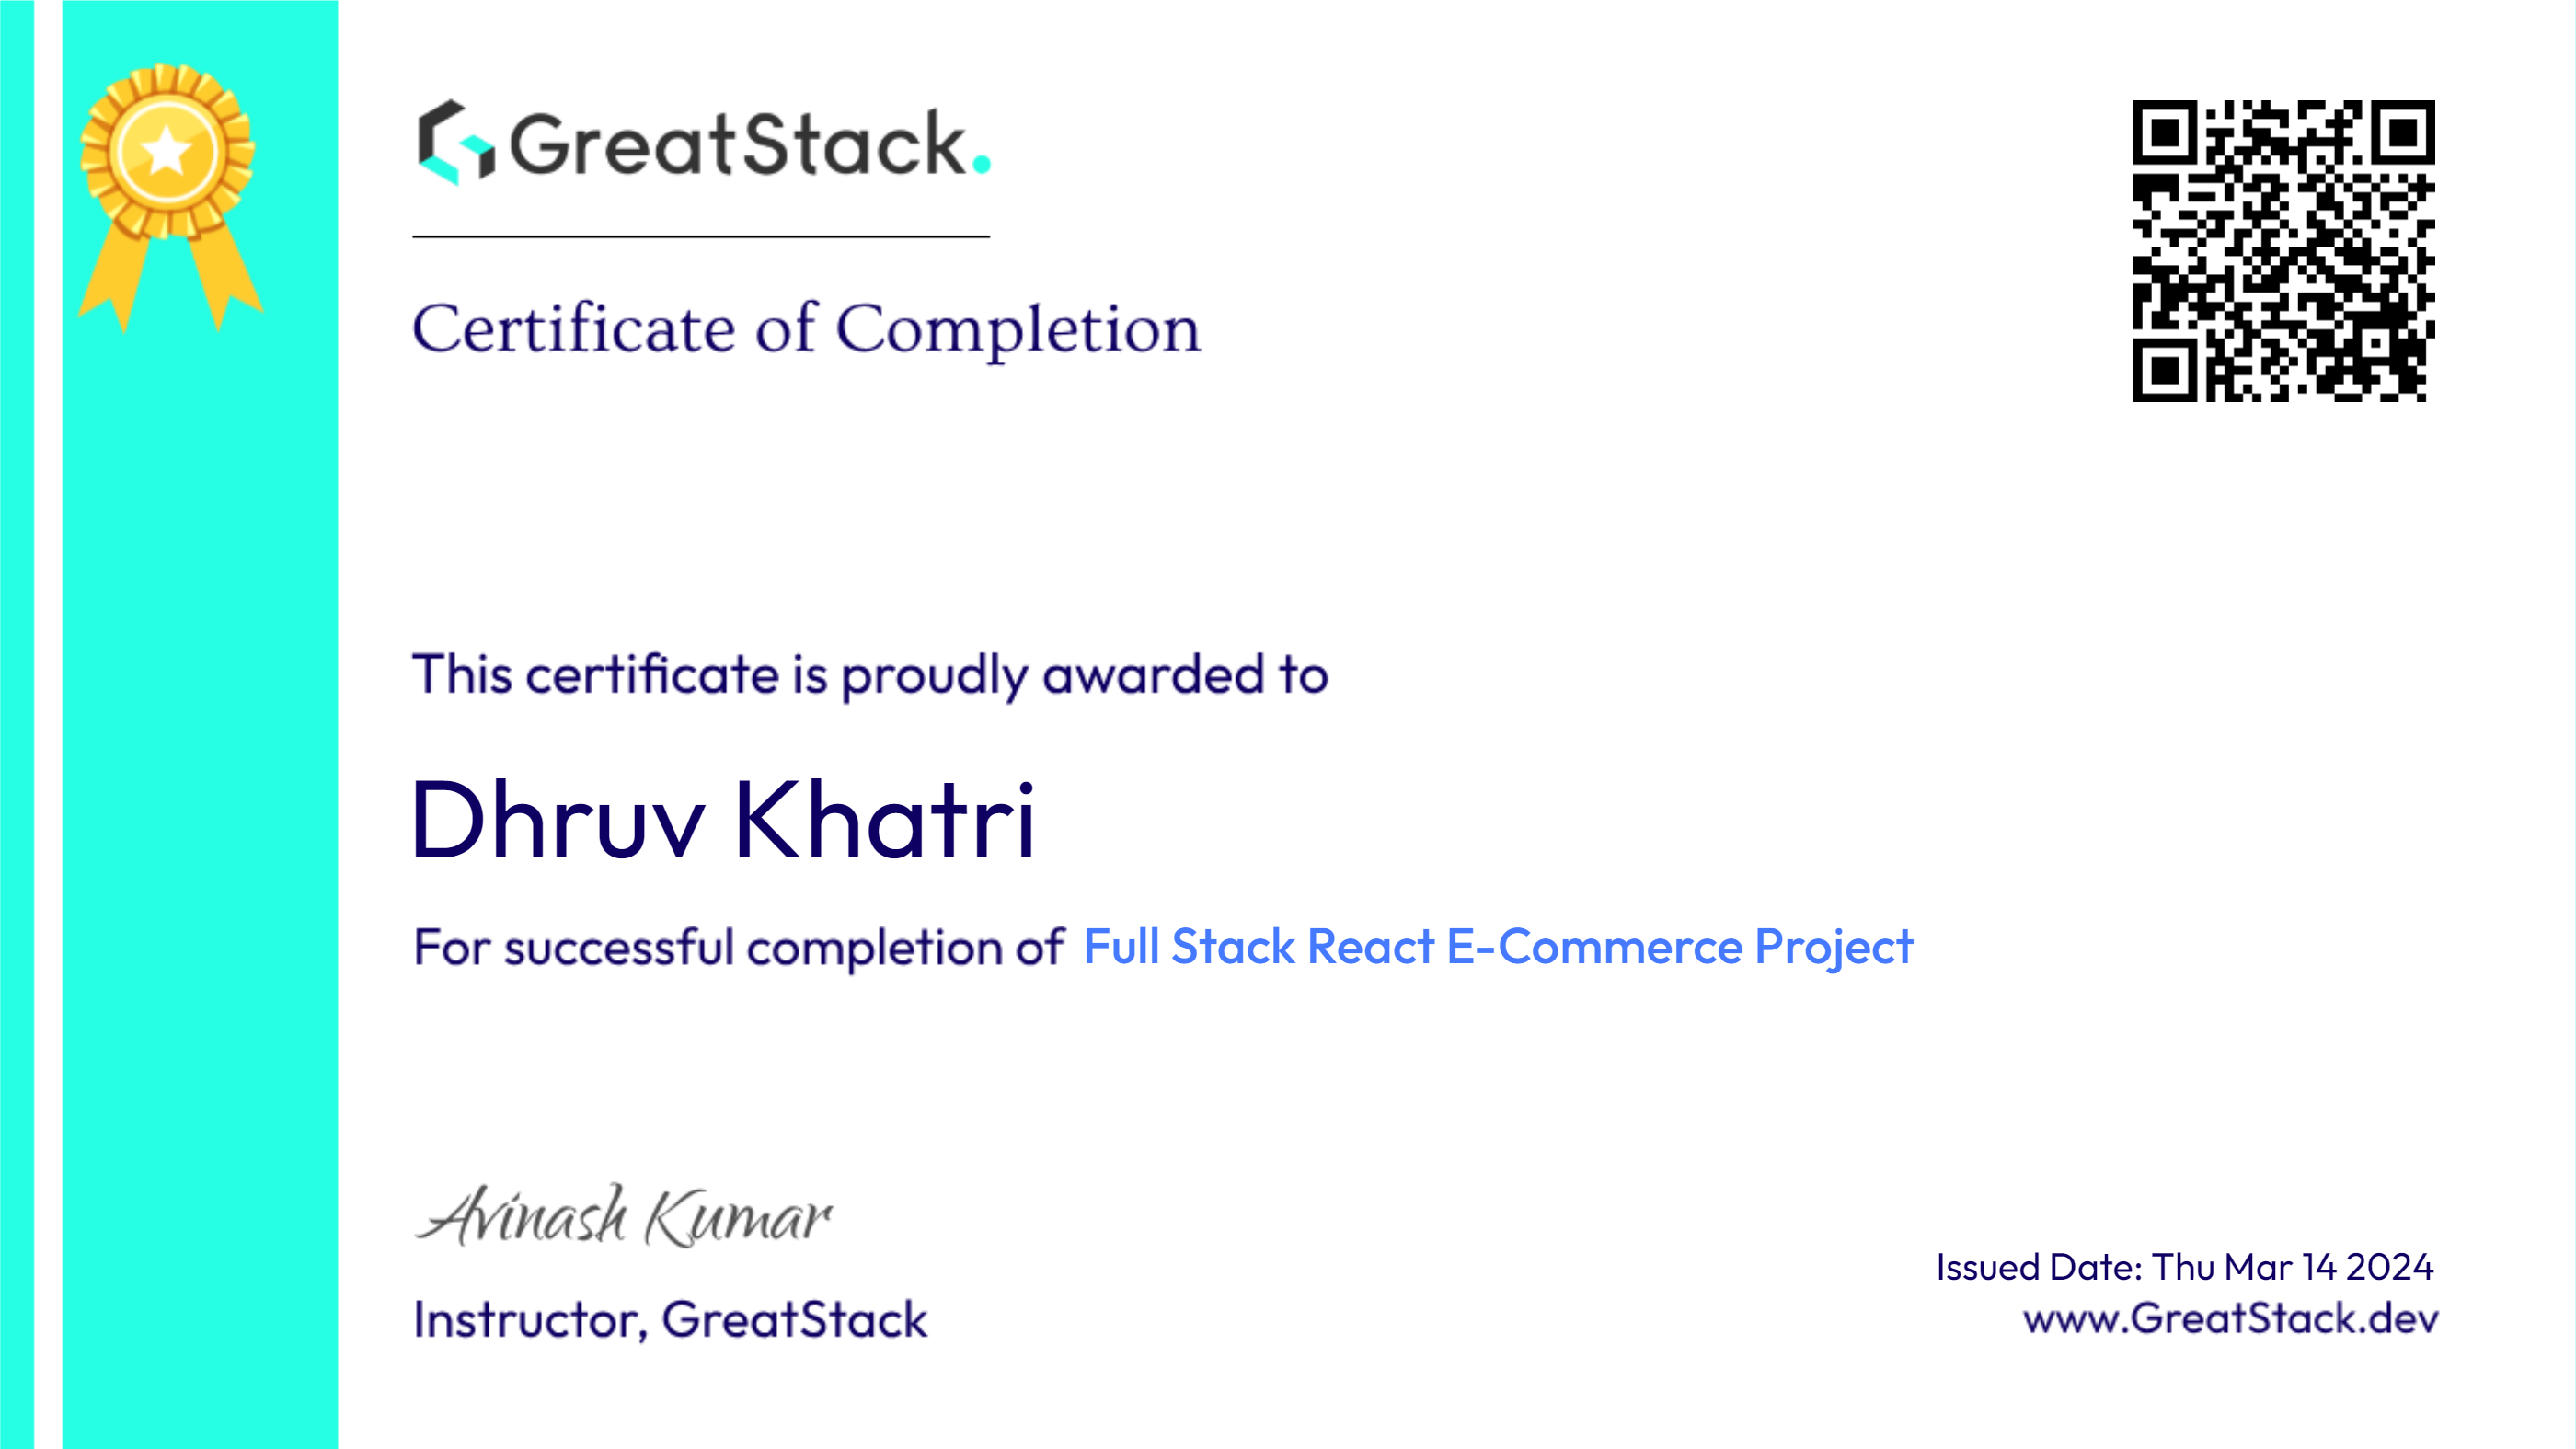 GreatStack.
Certificate of Completion
This certificate is proudly awarded to
Dhruv Khatri
For successful completion of Full Stack React E-Commerce Project
Avinash Kumar
Instructor, GreatStack
Issued Date: Thu Mar 14 2024
www.GreatStack.dev